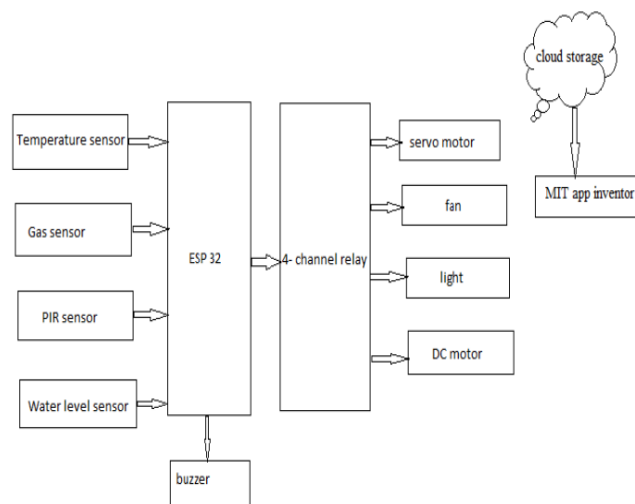 cloud storage
Temperature sensor
Gas sensor
PIR sensor
Water level sensor
ESP 32
4- channel relay
servo motor
fan
light
DC motor
MIT app inventor
buzzer